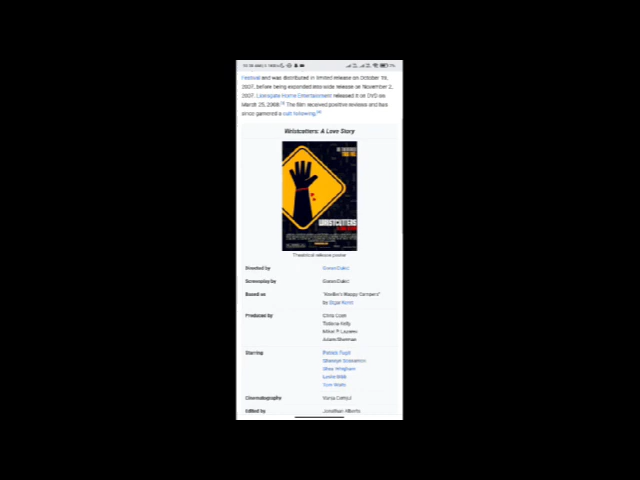 Festival and was distributed in limited release on October 19,
2007, before being expanded into wide release on November 2,
2007. Lionsgate Home Entertainment released it on DVD on
March 25, 2008. The film received positive reviews and has
since garnered a cult following.
Wristcutters: A Love Story
WRISTCUTTERS
Theatrical release poster
Directed by Goran Dukić
Screenplay by Goran Dukić
Based on "Kneller's Happy Campers"
by Etgar Keret
Produced by Chris Coen
Tatiana Kelly
Mikal P. Lazarev
Adam Sherman
Starring Patrick Fugit
Shannyn Sossamon
Shea Whigham
Leslie Bibb
Tom Waits
Cinematography Vanja Černjul
Edited by Jonathan Alberts